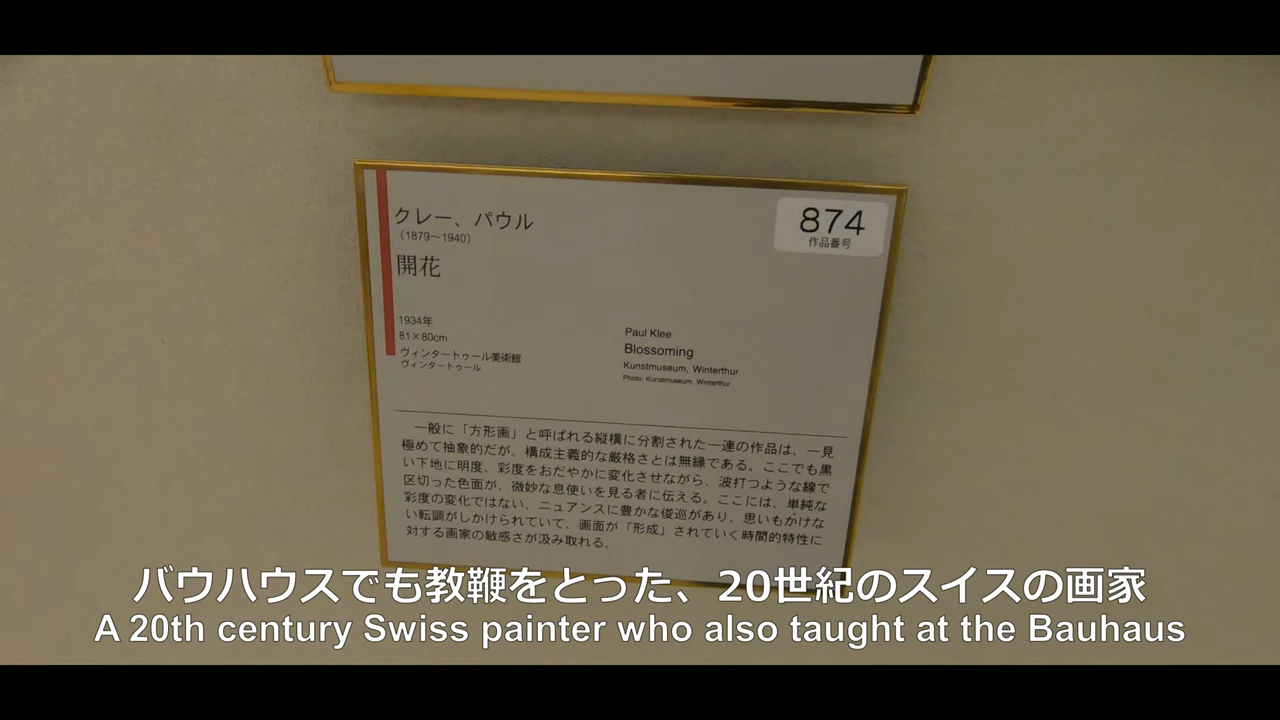 クレー、パウル
（1879～1940）
開花
874
作品番号
1934年
81×80cm
ヴィンタートゥール美術館
ヴィンタートゥール
Paul Klee
Blossoming
Kunstmuseum, Winterthur
Photo: Kunstmuseum, Winterthur
一般に「方形画」と呼ばれる縦横に分割された一連の作品は、一見
極めて抽象的だが、構成主義的な厳格さとは無縁である。ここでも黒
い下地に明度、彩度をおだやかに変化させながら、波打つような線で
区切った色面が、微妙な息使いを見る者に伝える。ここには、単純な
彩度の変化ではない、ニュアンスに豊かな俊巡があり、思いもかけな
い転調がしかけられていて、画面が「形成」されていく時間的特性に
対する画家の敏感さが汲み取れる。
バウハウスでも教鞭をとった、20世紀のスイスの画家
A 20th century Swiss painter who also taught at the Bauhaus